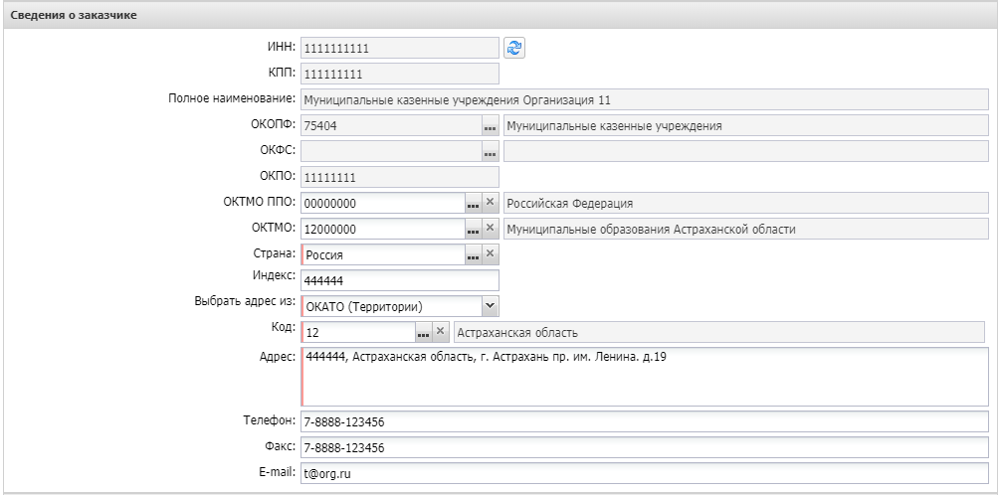 Сведения о заказчике
ИНН: 1111111111
КПП: 111111111
Полное наименование: Муниципальные казенные учреждения Организация 11
ОКОПФ: 75404 ... Муниципальные казенные учреждения
ОКФС: ...
ОКПО: 11111111
ОКТМО ППО: 00000000 ... × Российская Федерация
ОКТМО: 12000000 ... × Муниципальные образования Астраханской области
Страна: Россия ... ×
Индекс: 444444
Выбрать адрес из: ОКАТО (Территории)
Код: 12 ... × Астраханская область
Адрес: 444444, Астраханская область, г. Астрахань пр. им. Ленина. д.19
Телефон: 7-8888-123456
Факс: 7-8888-123456
E-mail: t@org.ru